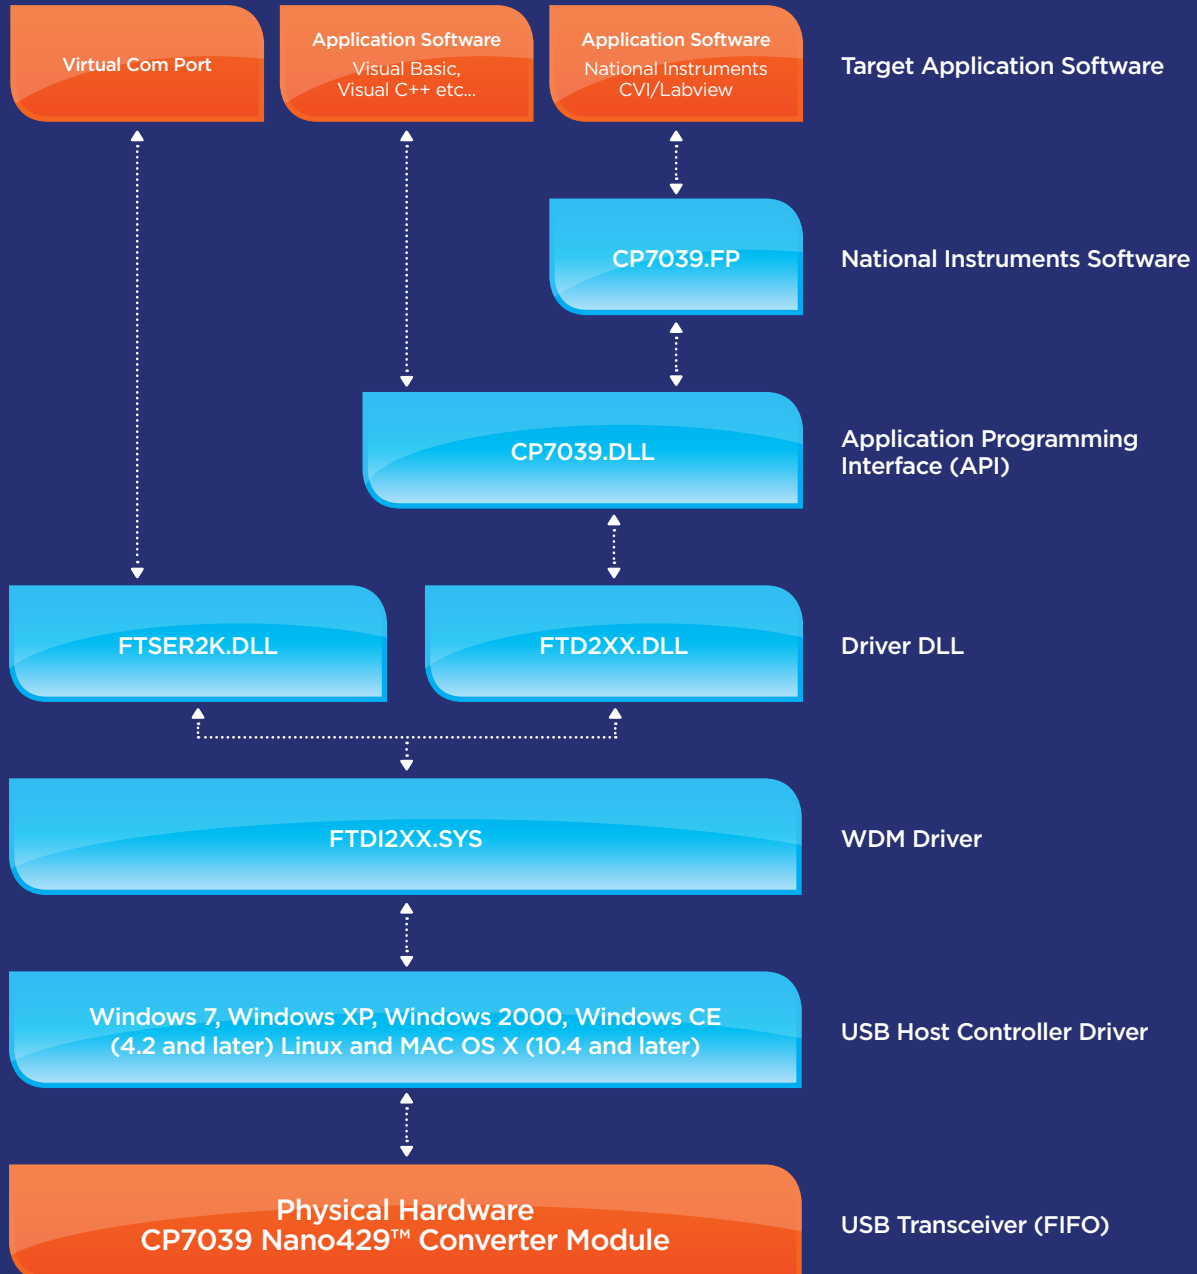 Virtual Com Port
Application Software
Visual Basic,
Visual C++ etc...
Application Software
National Instruments
CVI/Labview
Target Application Software
CP7039.FP
National Instruments Software
CP7039.DLL
Application Programming
Interface (API)
FTSER2K.DLL
FTD2XX.DLL
Driver DLL
FTDI2XX.SYS
WDM Driver
Windows 7, Windows XP, Windows 2000, Windows CE
(4.2 and later) Linux and MAC OS X (10.4 and later)
USB Host Controller Driver
Physical Hardware
CP7039 Nano429™ Converter Module
USB Transceiver (FIFO)